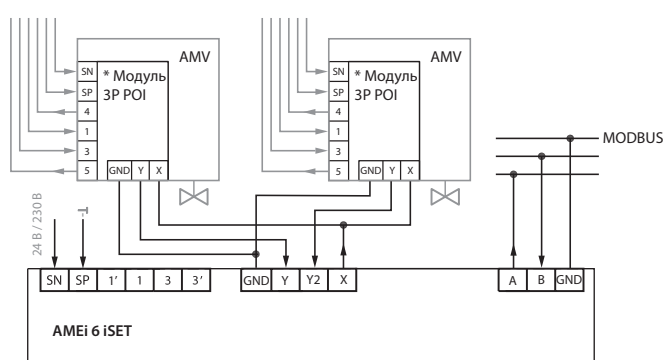 AMV
SN
* Модуль
3P POI
SP
4
1
3
5
GND Y X
AMV
SN
* Модуль
3P POI
SP
4
1
3
5
GND Y X
MODBUS
24 В / 230 В
SN SP 1’ 1 3 3’ GND Y Y2 X A B GND
AMEi 6 iSET